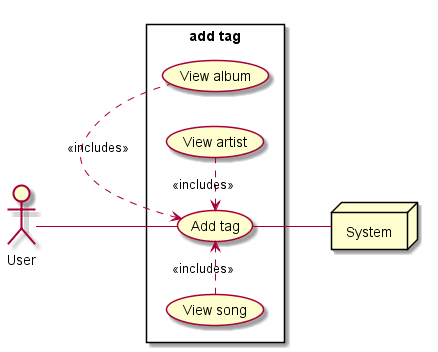 add tag
View album
«includes»
View artist
«includes»
Add tag
User
System
«includes»
View song